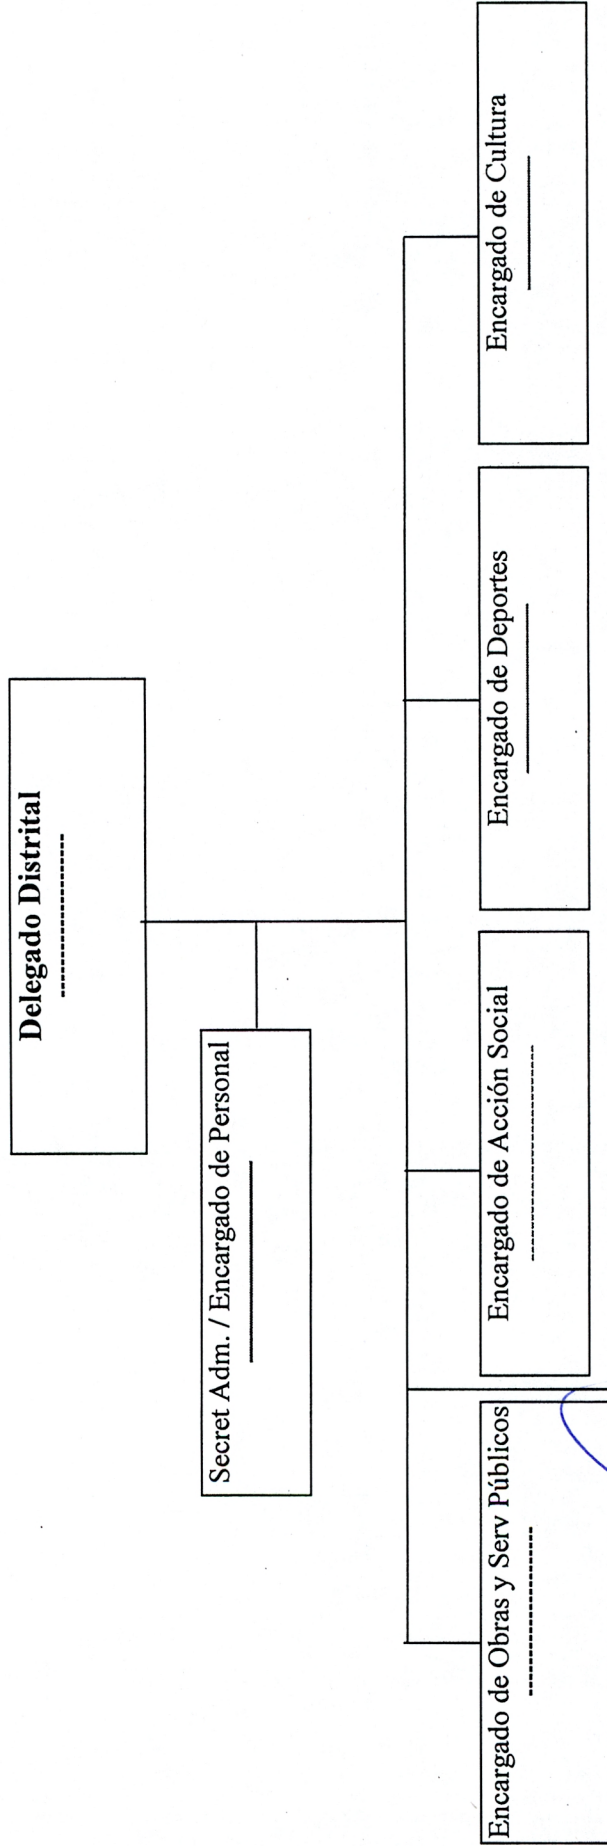 Delegado Distrital
Secret Adm. / Encargado de Personal
Encargado de Obras y Serv Públicos
Encargado de Acción Social
Encargado de Deportes
Encargado de Cultura